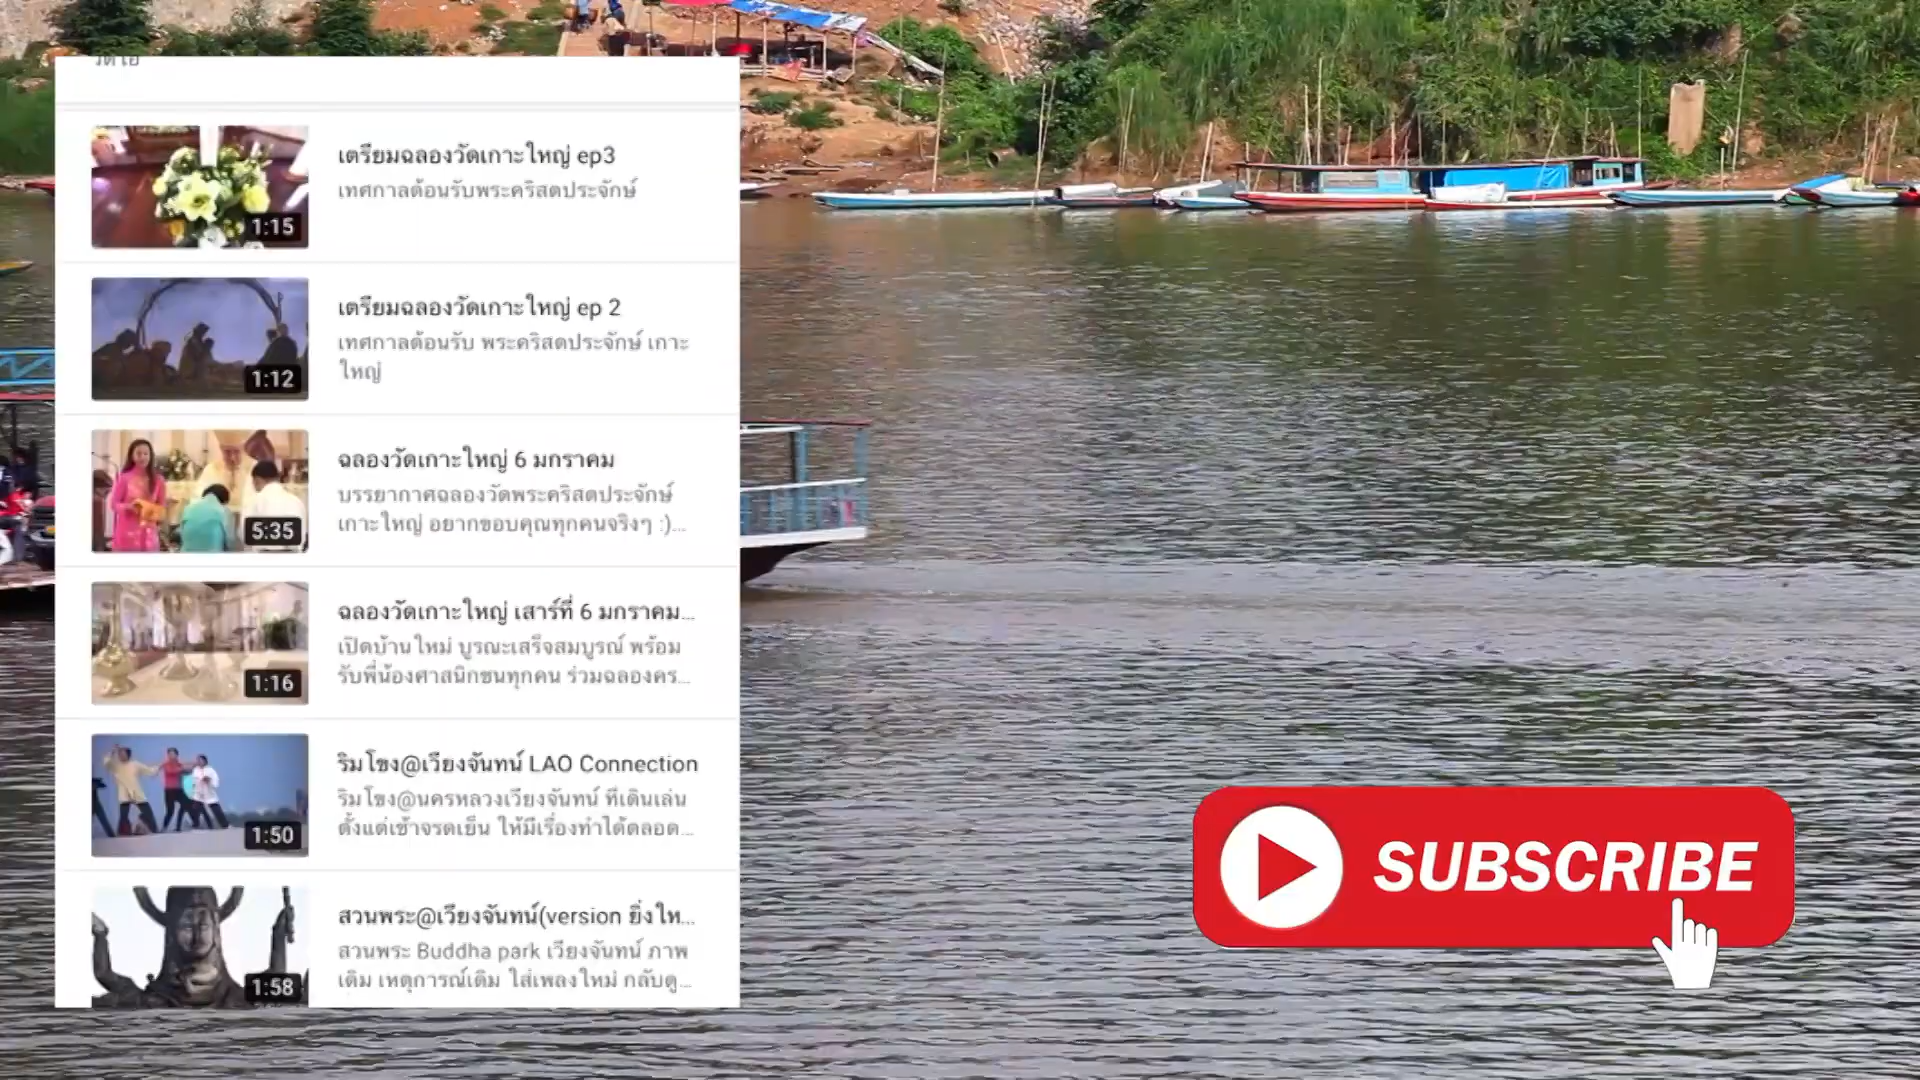 วิดีโอ
เตรียมฉลองวัดเกาะใหญ่ ep3
เทศกาลต้อนรับพระคริสตประจักษ์
1:15
เตรียมฉลองวัดเกาะใหญ่ ep 2
เทศกาลต้อนรับ พระคริสตประจักษ์ เกาะ
ใหญ่
1:12
ฉลองวัดเกาะใหญ่ 6 มกราคม
บรรยากาศฉลองวัดพระคริสตประจักษ์
เกาะใหญ่ อยากขอบคุณทุกคนจริงๆ :)...
5:35
ฉลองวัดเกาะใหญ่ เสาร์ที่ 6 มกราคม...
เปิดบ้านใหม่ บูรณะเสร็จสมบูรณ์ พร้อม
รับพี่น้องศาสนิกชนทุกคน ร่วมฉลองคร...
1:16
ริมโขง@เวียงจันทน์ LAO Connection
ริมโขง@นครหลวงเวียงจันทน์ ที่เดินเล่น
ตั้งแต่เช้าจรดเย็น ให้มีเรื่องทำได้ตลอด...
1:50
สวนพระ@เวียงจันทน์(version ยิ่งให...
สวนพระ Buddha park เวียงจันทน์ ภาพ
เดิม เหตุการณ์เดิม ใส่เพลงใหม่ กลับดู...
1:58
SUBSCRIBE